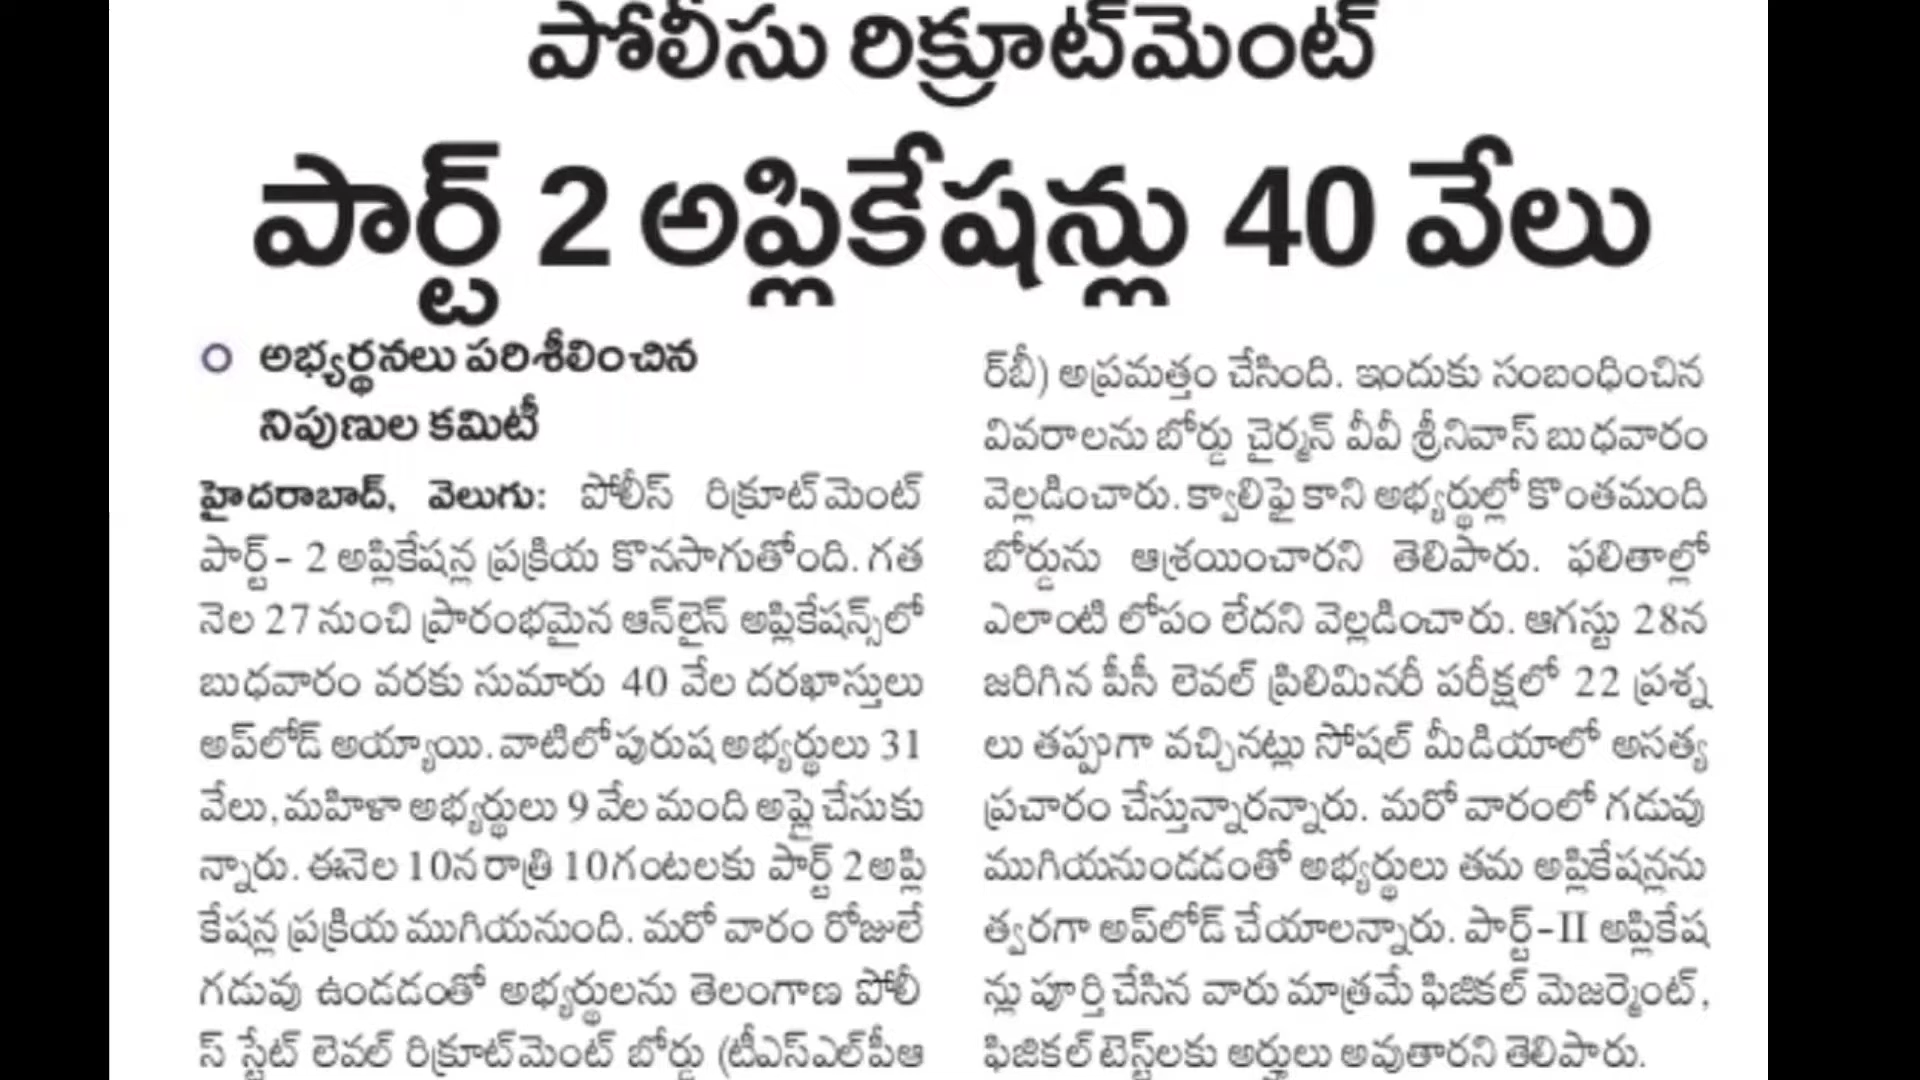 పోలీసు రిక్రూట్‌మెంట్
పార్ట్ 2 అప్లికేషన్లు 40 వేలు
అభ్యర్థనలు పరిశీలించిన
నిపుణుల కమిటీ
హైదరాబాద్, వెలుగు: పోలీస్ రిక్రూట్‌మెంట్
పార్ట్- 2 అప్లికేషన్ల ప్రక్రియ కొనసాగుతోంది. గత
నెల 27 నుంచి ప్రారంభమైన ఆన్‌లైన్ అప్లికేషన్స్‌లో
బుధవారం వరకు సుమారు 40 వేల దరఖాస్తులు
అప్‌లోడ్ అయ్యాయి. వాటిలో పురుష అభ్యర్థులు 31
వేలు, మహిళా అభ్యర్థులు 9 వేల మంది అప్లై చేసుకు
న్నారు. ఈనెల 10న రాత్రి 10 గంటలకు పార్ట్ 2 అప్లి
కేషన్ల ప్రక్రియ ముగియనుంది. మరో వారం రోజులే
గడువు ఉండడంతో అభ్యర్థులను తెలంగాణ పోలీ
స్ స్టేట్ లెవల్ రిక్రూట్‌మెంట్ బోర్డు (టీఎస్ఎల్‌పీఆ
ర్‌బీ) అప్రమత్తం చేసింది. ఇందుకు సంబంధించిన
వివరాలను బోర్డు చైర్మన్ వీవీ శ్రీనివాస్ బుధవారం
వెల్లడించారు. క్వాలిఫై కాని అభ్యర్థుల్లో కొంతమంది
బోర్డును ఆశ్రయించారని తెలిపారు. ఫలితాల్లో
ఎలాంటి లోపం లేదని వెల్లడించారు. ఆగస్టు 28న
జరిగిన పీసీ లెవల్ ప్రిలిమినరీ పరీక్షలో 22 ప్రశ్న
లు తప్పుగా వచ్చినట్లు సోషల్ మీడియాలో అసత్య
ప్రచారం చేస్తున్నారన్నారు. మరో వారంలో గడువు
ముగియనుండడంతో అభ్యర్థులు తమ అప్లికేషన్లను
త్వరగా అప్‌లోడ్ చేయాలన్నారు. పార్ట్-II అప్లికేష
న్లు పూర్తి చేసిన వారు మాత్రమే ఫిజికల్ మెజర్మెంట్,
ఫిజికల్ టెస్ట్‌లకు అర్హులు అవుతారని తెలిపారు.